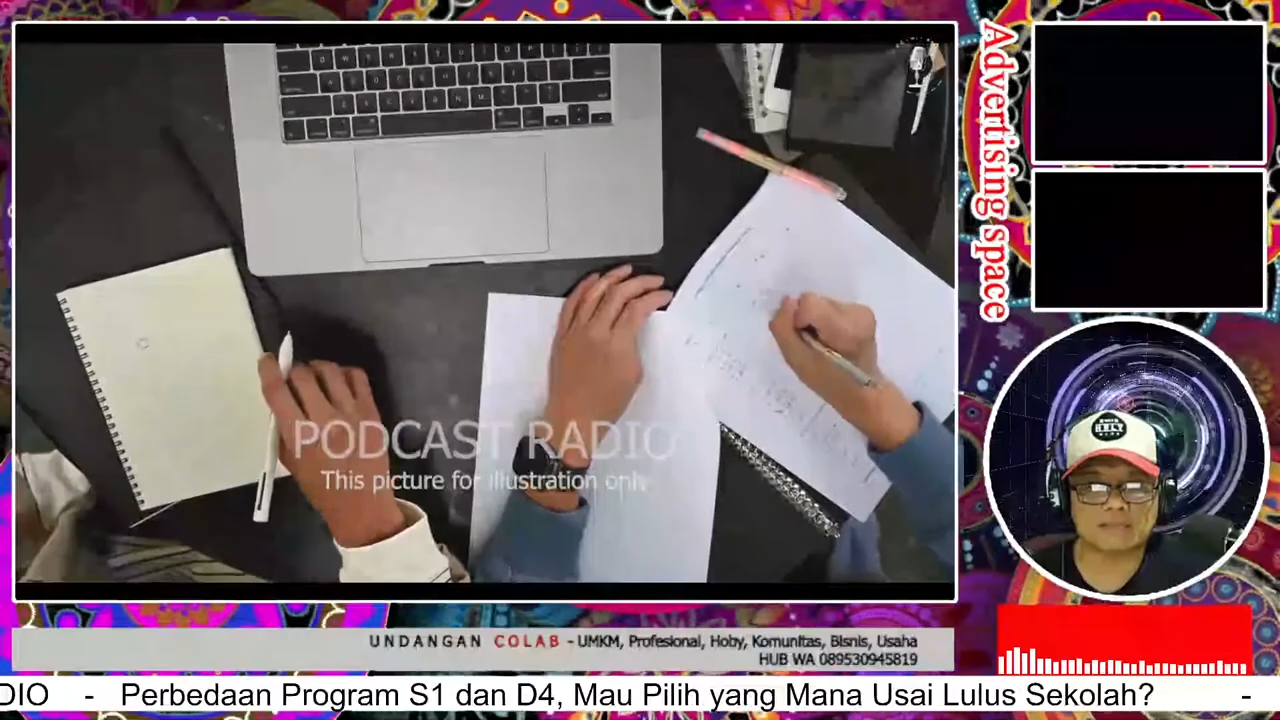 Advertising space
PODCAST RADIO
This picture for illustration only
UNDANGAN COLAB - UMKM, Profesional, Hoby, Komunitas, Bisnis, Usaha
HUB WA 089530945819
DIO - Perbedaan Program S1 dan D4, Mau Pilih yang Mana Usai Lulus Sekolah? -